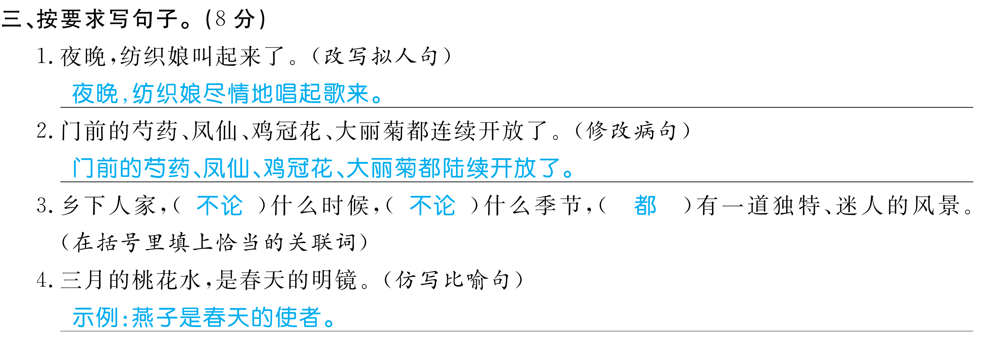 三、按要求写句子。(8 分)
1. 夜晚,纺织娘叫起来了。(改写拟人句)
夜晚,纺织娘尽情地唱起歌来。
2. 门前的芍药、凤仙、鸡冠花、大丽菊都连续开放了。(修改病句)
门前的芍药、凤仙、鸡冠花、大丽菊都陆续开放了。
3. 乡下人家,( 不论 )什么时候,( 不论 )什么季节,( 都 )有一道独特、迷人的风景。
(在括号里填上恰当的关联词)
4. 三月的桃花水,是春天的明镜。(仿写比喻句)
示例:燕子是春天的使者。